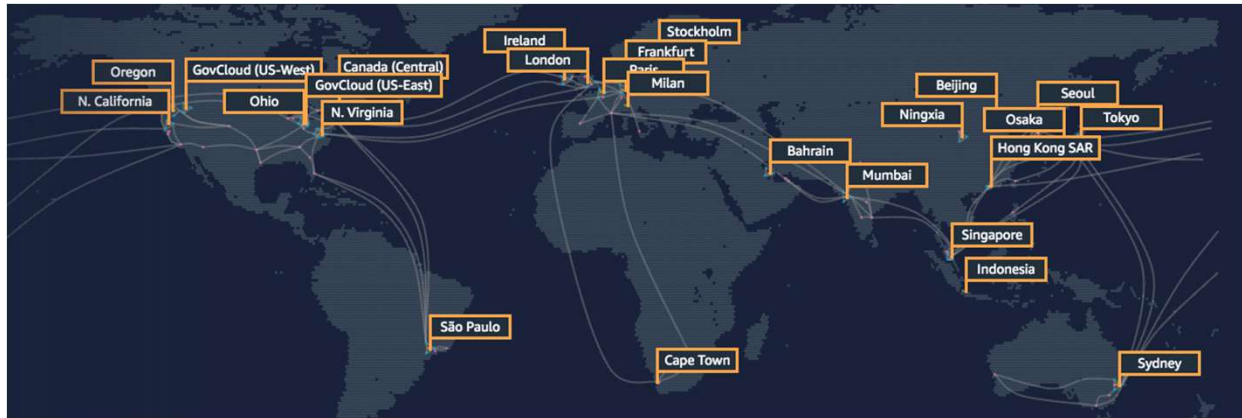 Stockholm
Ireland
Frankfurt
London
Paris
Milan
Oregon
GovCloud (US-West)
Canada (Central)
GovCloud (US-East)
N. California
Ohio
N. Virginia
Beijing
Seoul
Ningxia
Osaka
Tokyo
Hong Kong SAR
Bahrain
Mumbai
Singapore
Indonesia
São Paulo
Cape Town
Sydney